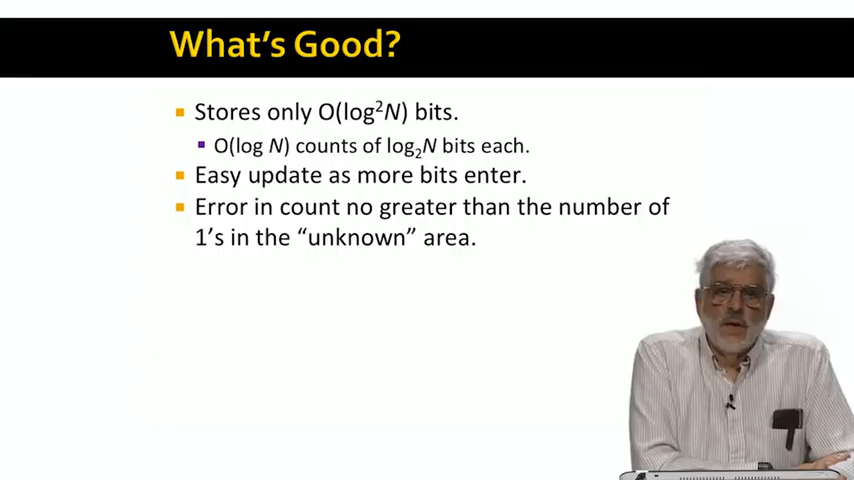 What's Good?
Stores only O(log²N) bits.
O(log N) counts of log₂N bits each.
Easy update as more bits enter.
Error in count no greater than the number of
1's in the “unknown” area.